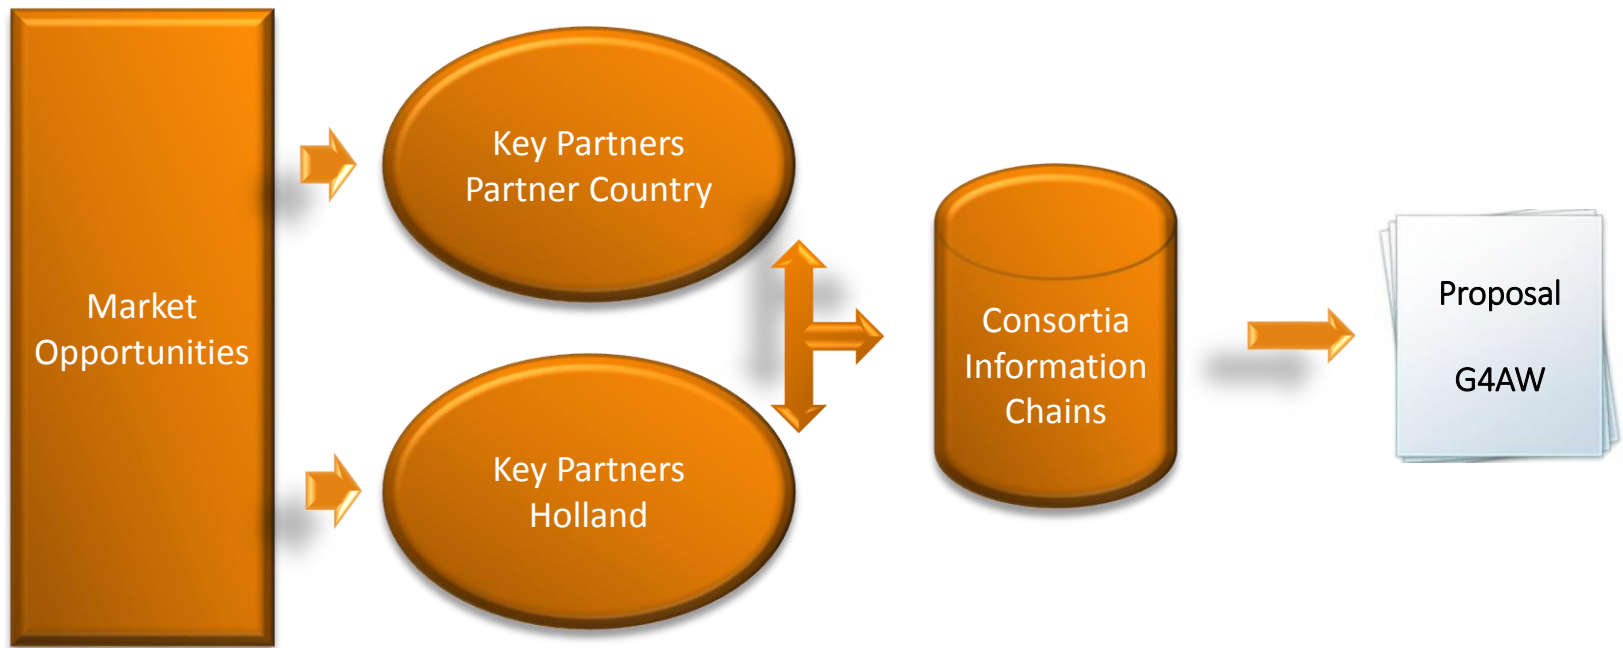 Market
Opportunities
Key Partners
Partner Country
Key Partners
Holland
Consortia
Information
Chains
Proposal
G4AW